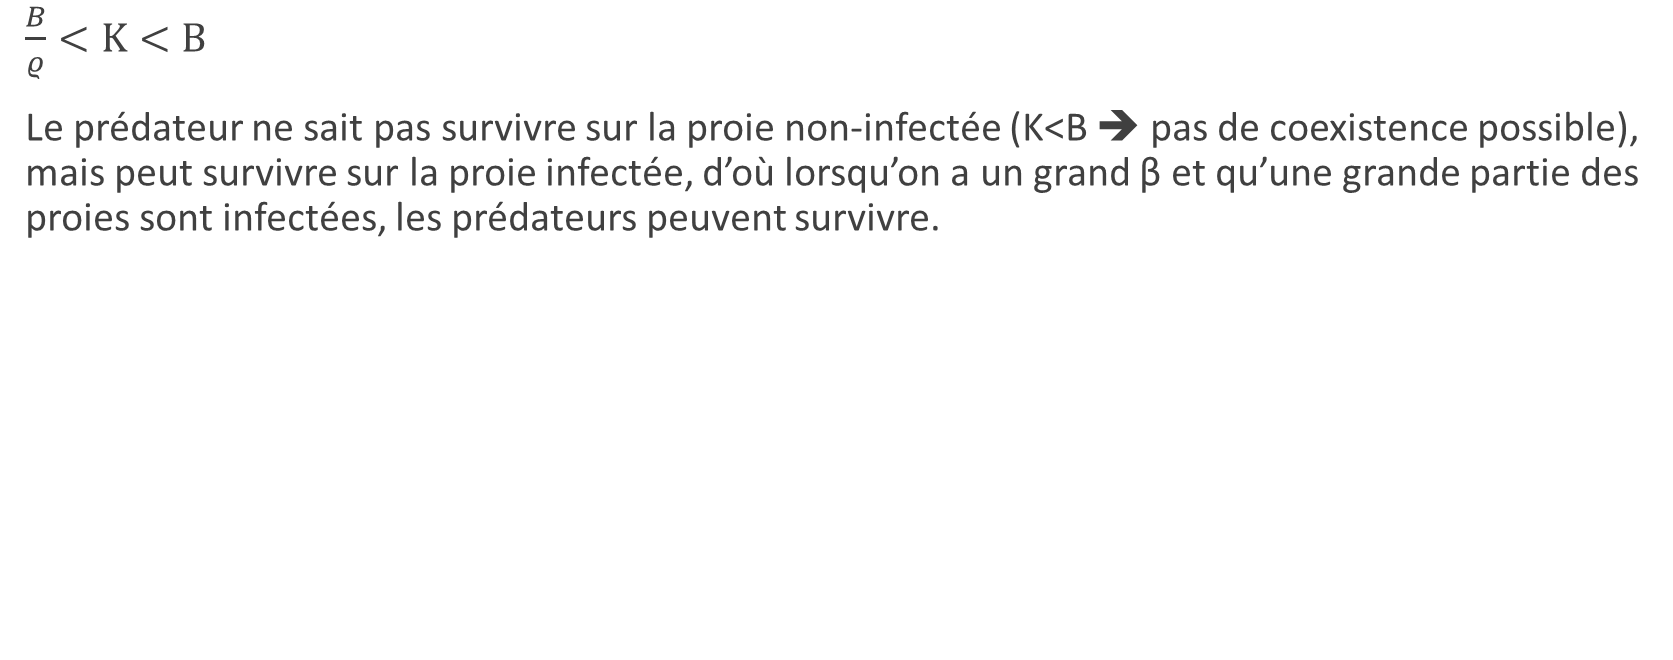 B/ϱ < K < B
Le prédateur ne sait pas survivre sur la proie non-infectée (K<B ➔ pas de coexistence possible),
mais peut survivre sur la proie infectée, d’où lorsqu’on a un grand β et qu’une grande partie des
proies sont infectées, les prédateurs peuvent survivre.